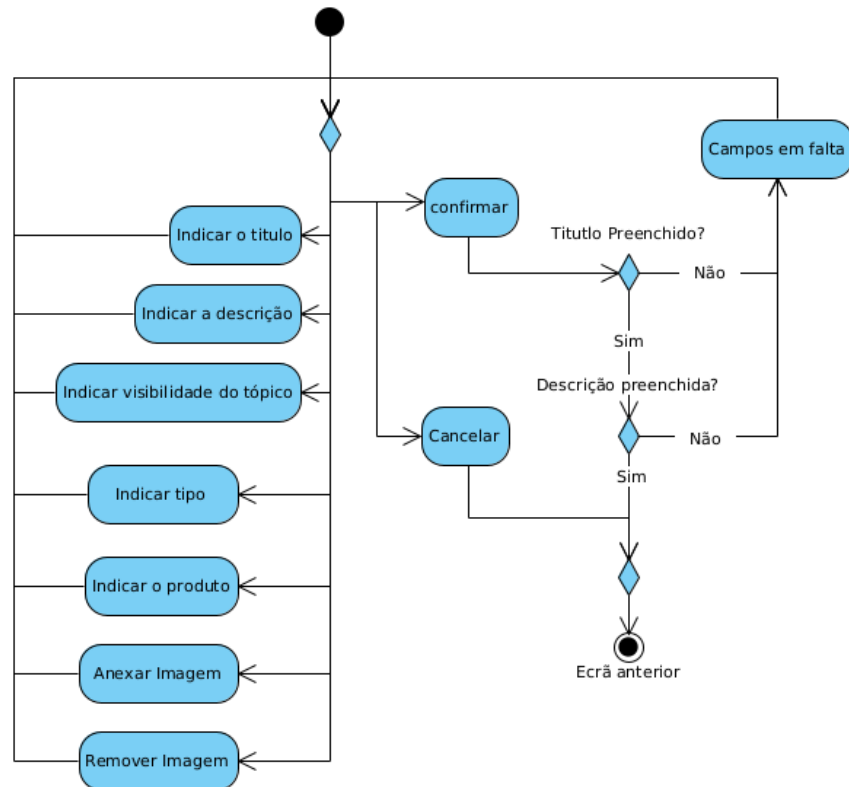 Campos em falta
confirmar
Indicar o titulo
Titutlo Preenchido?
Não
Indicar a descrição
Sim
Indicar visibilidade do tópico
Descrição preenchida?
Cancelar
Não
Sim
Indicar tipo
Indicar o produto
Anexar Imagem
Ecrã anterior
Remover Imagem